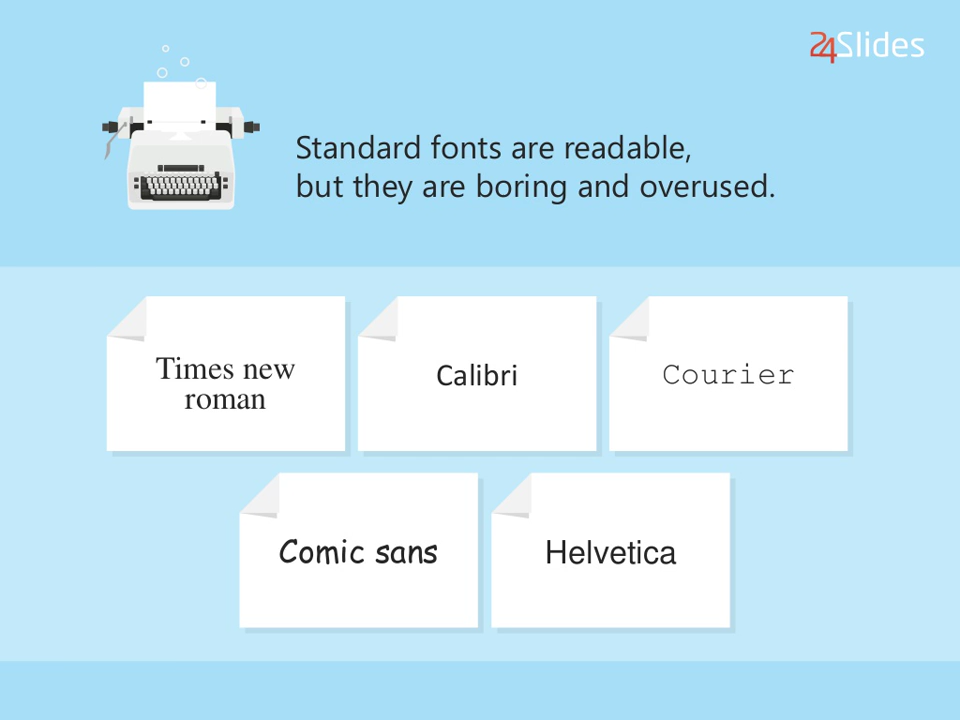 24Slides
Standard fonts are readable,
but they are boring and overused.
Times new
roman
Calibri
Courier
Comic sans
Helvetica